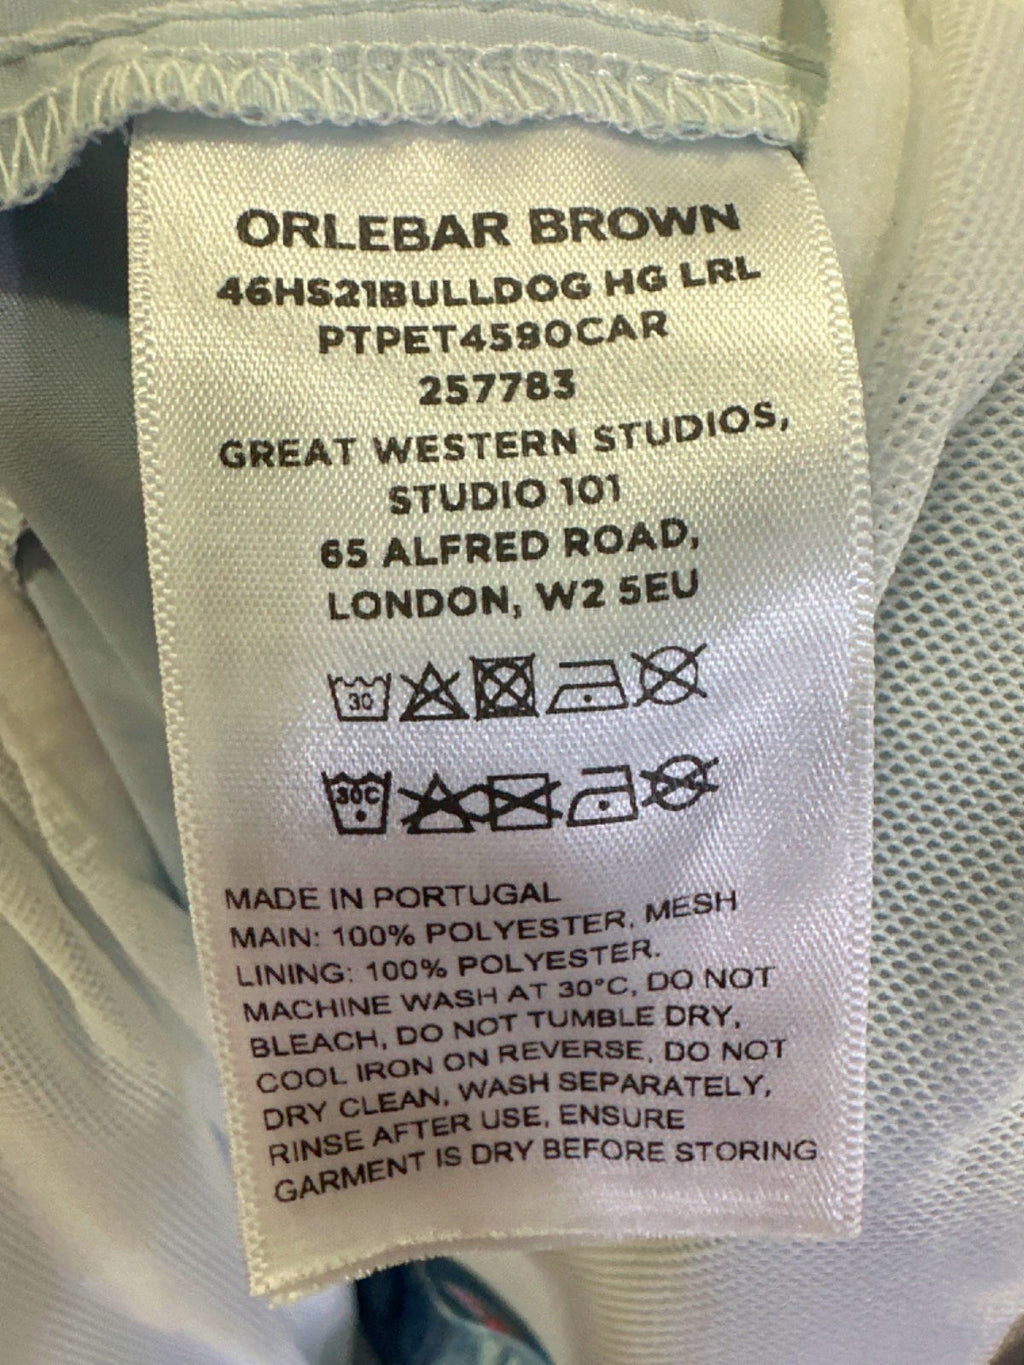 ORLEBAR BROWN
46HS21BULLDOG HG LRL
PTPET4590CAR
257783
GREAT WESTERN STUDIOS,
STUDIO 101
65 ALFRED ROAD,
LONDON, W2 5EU
30
30C
MADE IN PORTUGAL
MAIN: 100% POLYESTER, MESH
LINING: 100% POLYESTER.
MACHINE WASH AT 30°C, DO NOT
BLEACH, DO NOT TUMBLE DRY,
COOL IRON ON REVERSE, DO NOT
DRY CLEAN, WASH SEPARATELY,
RINSE AFTER USE, ENSURE
GARMENT IS DRY BEFORE STORING